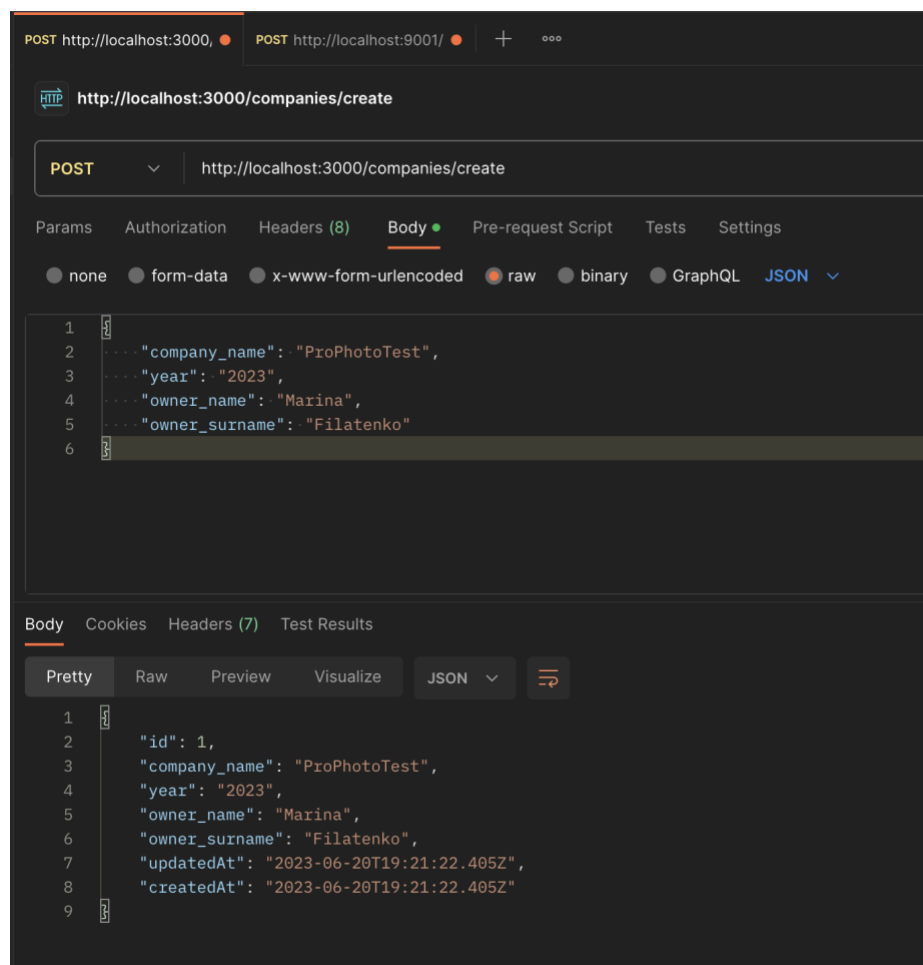 POST http://localhost:3000, POST http://localhost:9001/ + ooo
HTTP http://localhost:3000/companies/create
POST http://localhost:3000/companies/create
Params Authorization Headers (8) Body Pre-request Script Tests Settings
none form-data x-www-form-urlencoded raw binary GraphQL JSON
1 {
2 "company_name": "ProPhotoTest",
3 "year": "2023",
4 "owner_name": "Marina",
5 "owner_surname": "Filatenko"
6 }
Body Cookies Headers (7) Test Results
Pretty Raw Preview Visualize JSON
1 {
2 "id": 1,
3 "company_name": "ProPhotoTest",
4 "year": "2023",
5 "owner_name": "Marina",
6 "owner_surname": "Filatenko",
7 "updatedAt": "2023-06-20T19:21:22.405Z",
8 "createdAt": "2023-06-20T19:21:22.405Z"
9 }